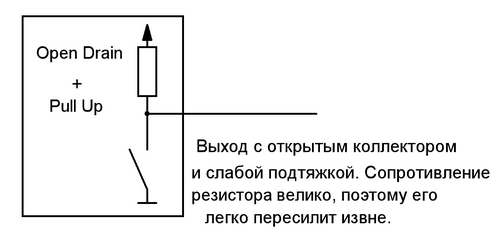 Open Drain
+
Pull Up
Выход с открытым коллектором
и слабой подтяжкой. Сопротивление
резистора велико, поэтому его
легко пересилит извне.